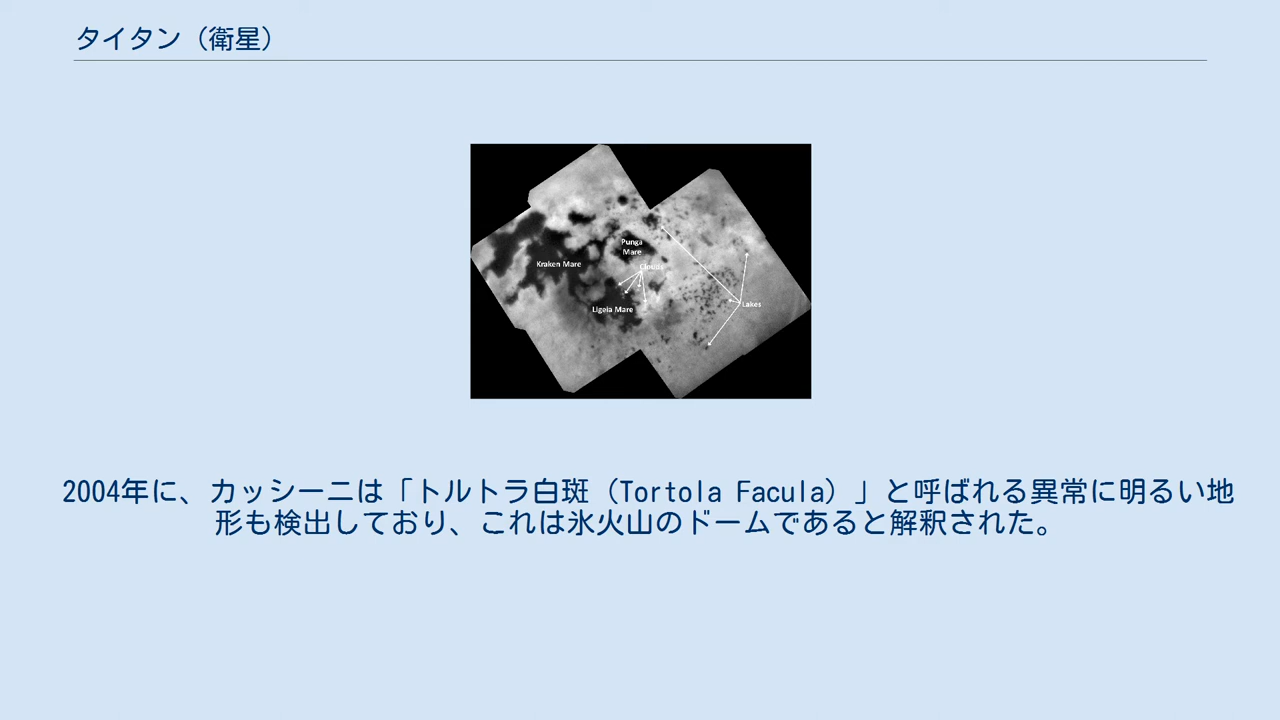 タイタン（衛星）
Punga
Mare
Kraken Mare
Clouds
Ligeia Mare
Lakes
2004年に、カッシーニは「トルトラ白斑（Tortola Facula）」と呼ばれる異常に明るい地
形も検出しており、これは氷火山のドームであると解釈された。